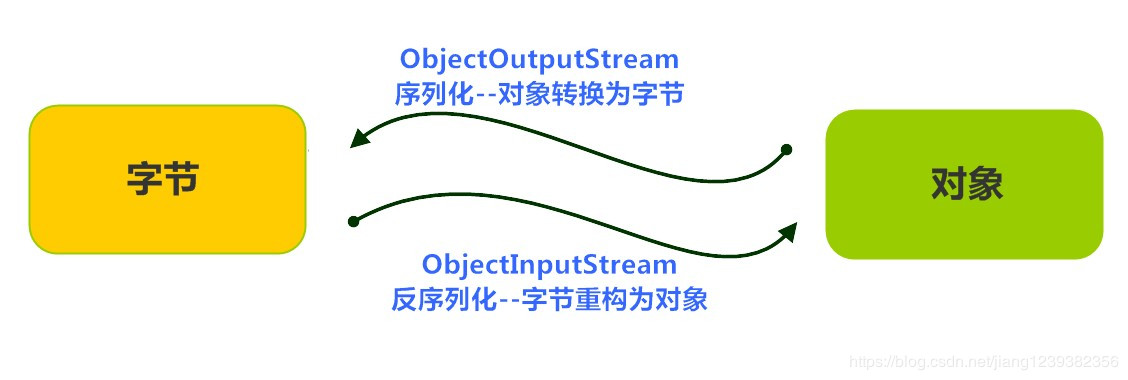 ObjectOutputStream
序列化--对象转换为字节
字节
对象
ObjectInputStream
反序列化--字节重构为对象
https://blog.csdn.net/jiang1239382356